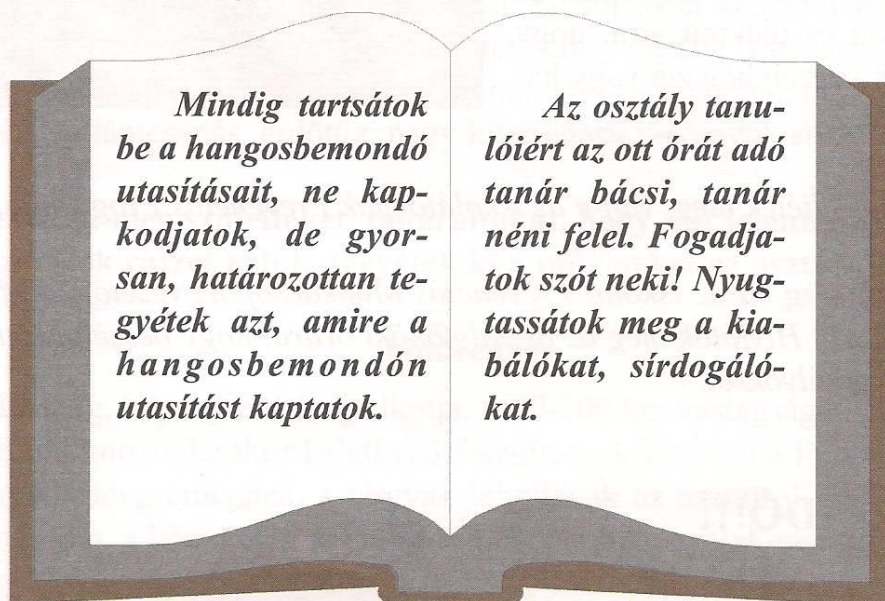 Mindig tartsátok
be a hangosbemondó
utasításait, ne kap-
kodjatok, de gyor-
san, határozottan te-
gyétek azt, amire a
hangosbemondón
utasítást kaptatok.
Az osztály tanu-
lóiért az ott órát adó
tanár bácsi, tanár
néni felel. Fogadja-
tok szót neki! Nyug-
tassátok meg a kia-
bálókat, sírdogáló-
kat.